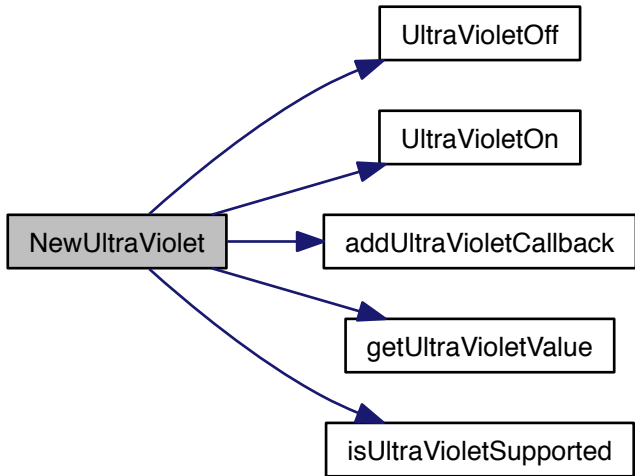 UltraVioletOff
UltraVioletOn
NewUltraViolet
addUltraVioletCallback
getUltraVioletValue
isUltraVioletSupported